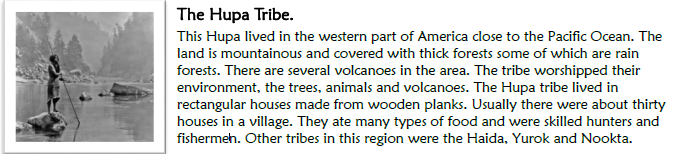 The Hupa Tribe.
This Hupa lived in the western part of America close to the Pacific Ocean. The
land is mountainous and covered with thick forests some of which are rain
forests. There are several volcanoes in the area. The tribe worshipped their
environment, the trees, animals and volcanoes. The Hupa tribe lived in
rectangular houses made from wooden planks. Usually there were about thirty
houses in a village. They ate many types of food and were skilled hunters and
fishermen. Other tribes in this region were the Haida, Yurok and Nookta.